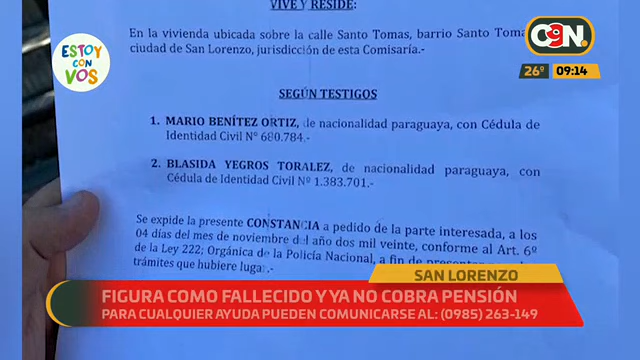 VIVE Y RESIDE:
En la vivienda ubicada sobre la calle Santo Tomas, barrio Santo Toma
ciudad de San Lorenzo, jurisdicción de esta Comisaría.-
ESTOY
CON
VOS
C9N
26° 09:14
SEGÚN TESTIGOS
1. MARIO BENÍTEZ ORTIZ, de nacionalidad paraguaya, con Cédula de
Identidad Civil N° 680.784.-
2. BLASIDA YEGROS TORALEZ, de nacionalidad paraguaya, con
Cédula de Identidad Civil N° 1.383.701.-
Se expide la presente CONSTANCIA a pedido de la parte interesada, a los
04 días del mes de noviembre del año dos mil veinte, conforme al Art. 6º
de la Ley 222; Orgánica de la Policía Nacional, a fin de
trámites que hubiere lugar.-
SAN LORENZO
FIGURA COMO FALLECIDO Y YA NO COBRA PENSIÓN
PARA CUALQUIER AYUDA PUEDEN COMUNICARSE AL: (0985) 263-149